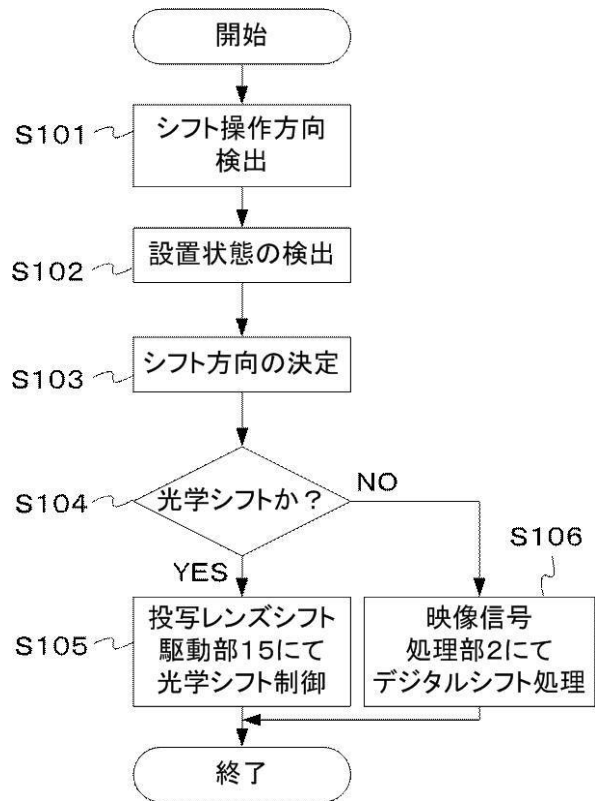 開始
S101
シフト操作方向
検出
S102
設置状態の検出
S103
シフト方向の決定
S104
光学シフトか？
NO
YES
S106
S105
投写レンズシフト
駆動部15にて
光学シフト制御
映像信号
処理部2にて
デジタルシフト処理
終了